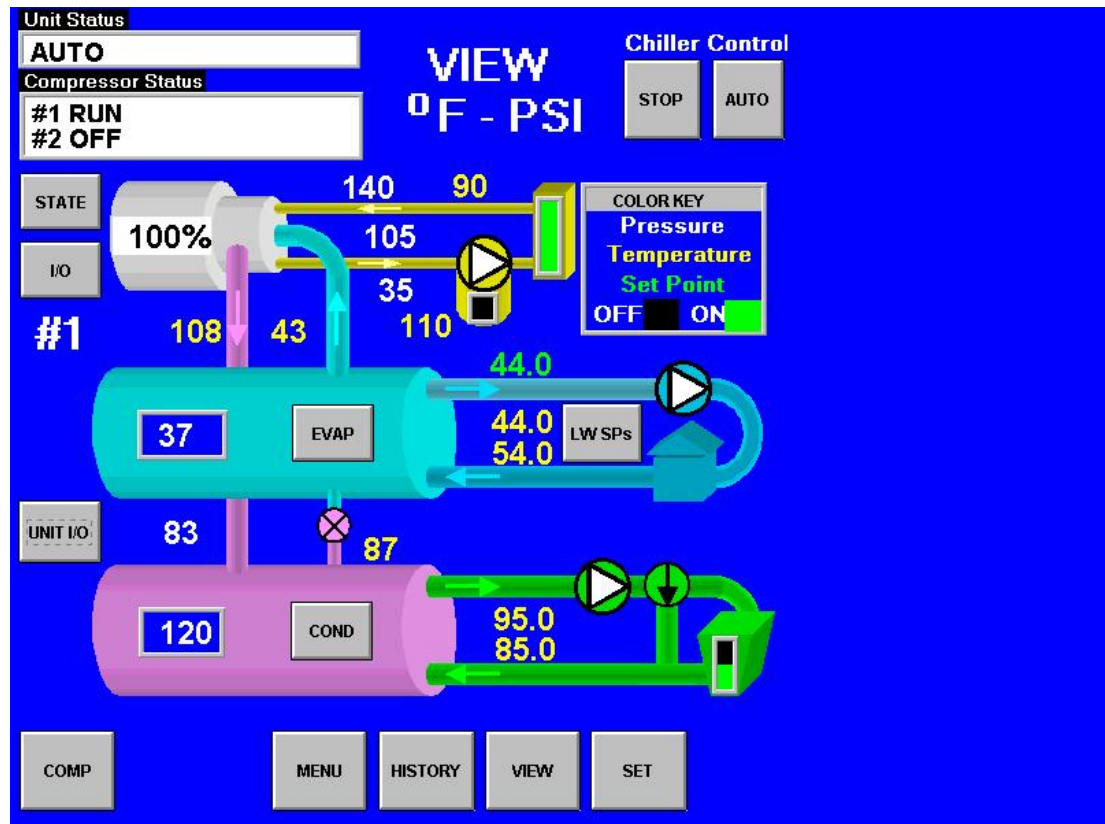 Unit Status
AUTO
Compressor Status
#1 RUN
#2 OFF
VIEW
ºF - PSI
Chiller Control
STOP
AUTO
STATE
I/O
#1
100%
140
90
105
35
110
COLOR KEY
Pressure
Temperature
Set Point
OFF ON
108
43
44.0
37
EVAP
44.0
54.0
LW SPs
UNIT I/O
83
87
120
COND
95.0
85.0
COMP
MENU
HISTORY
VIEW
SET